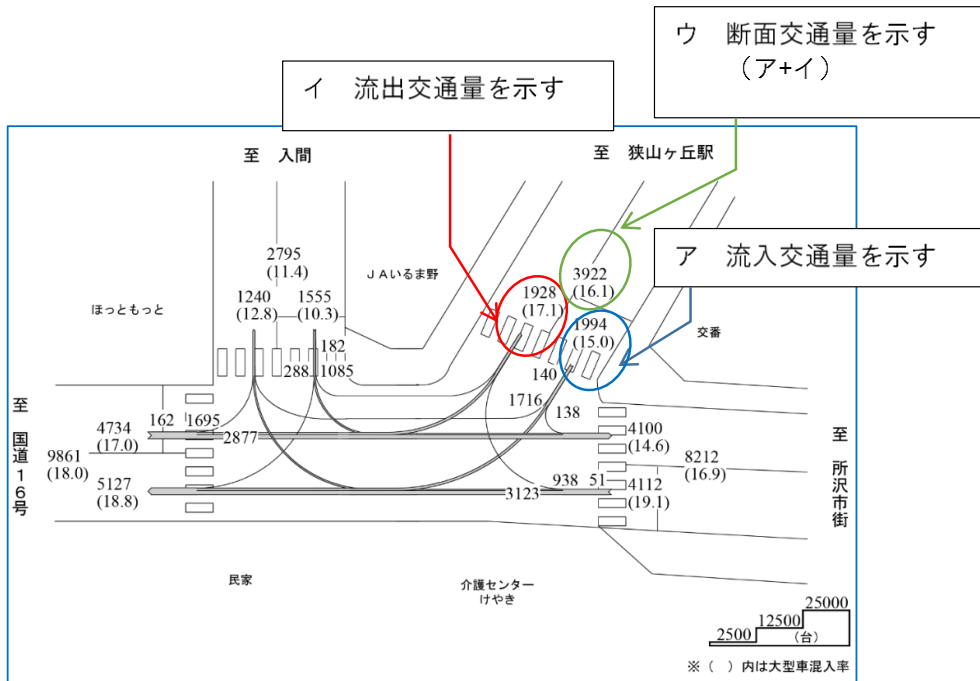 ウ　断面交通量を示す
（ア+イ）
イ　流出交通量を示す
ア　流入交通量を示す
至　入間
至　狭山ヶ丘駅
2795
(11.4)
1240
(12.8)
1555
(10.3)
ＪＡいるま野
ほっともっと
3922
(16.1)
1928
(17.1)
1994
(15.0)
交番
182
288
1085
140
1716
138
162
1695
2877
至　国道１６号
4734
(17.0)
9861
(18.0)
5127
(18.8)
4100
(14.6)
8212
(16.9)
938
51
4112
(19.1)
3123
至　所沢市街
民家
介護センター
けやき
25000
12500
2500
（台）
※（　）内は大型車混入率